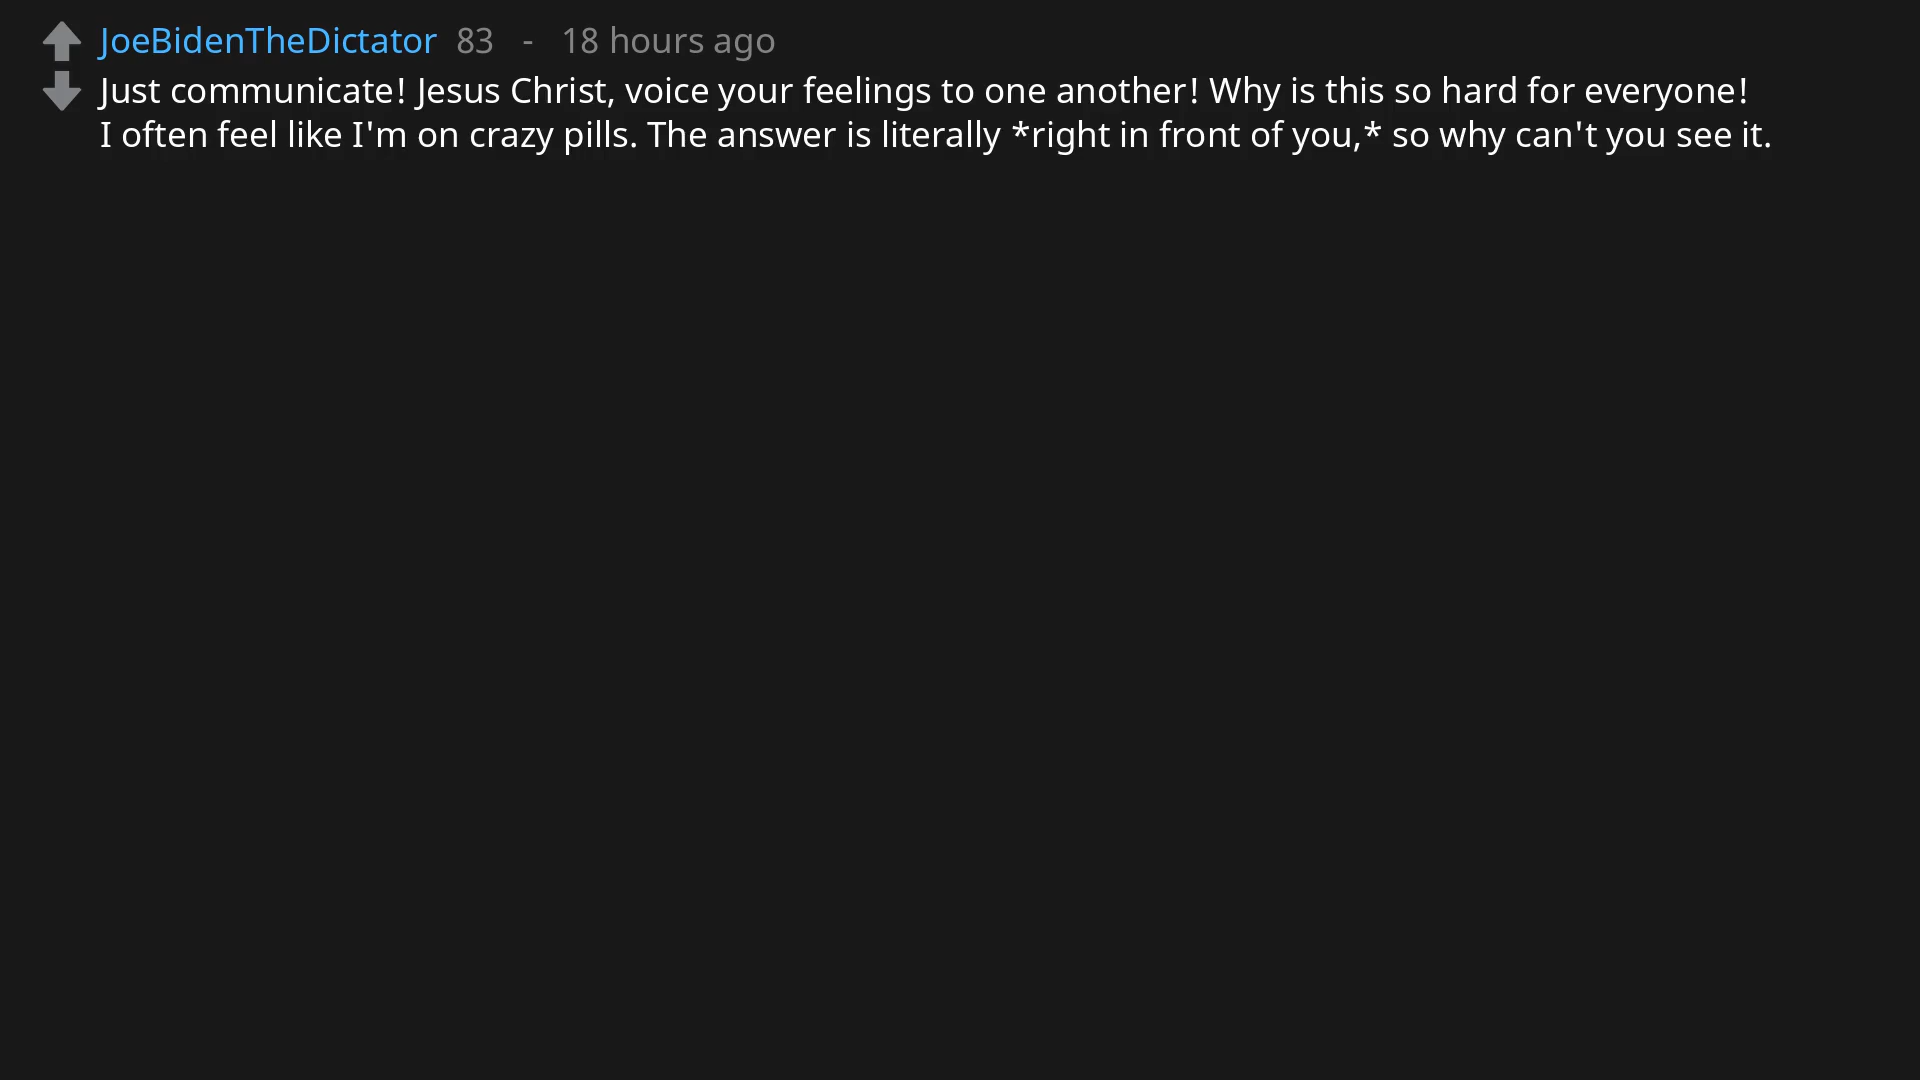 JoeBidenTheDictator 83 - 18 hours ago
Just communicate! Jesus Christ, voice your feelings to one another! Why is this so hard for everyone!
I often feel like I'm on crazy pills. The answer is literally *right in front of you,* so why can't you see it.